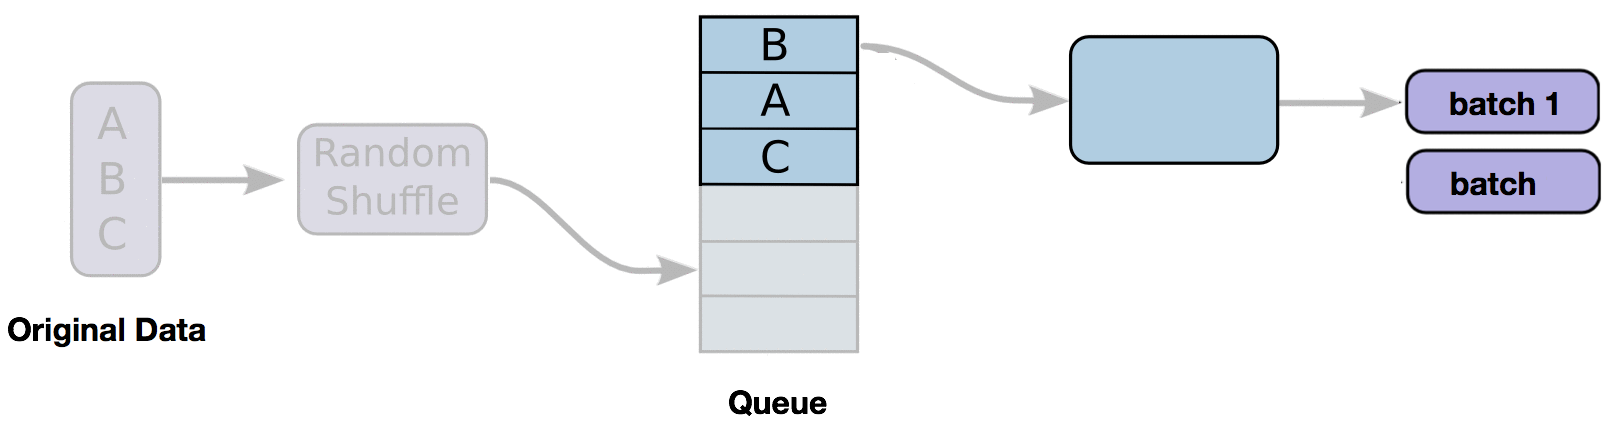 A
B
C
Original Data
Random
Shuffle
B
A
C
Queue
batch 1
batch